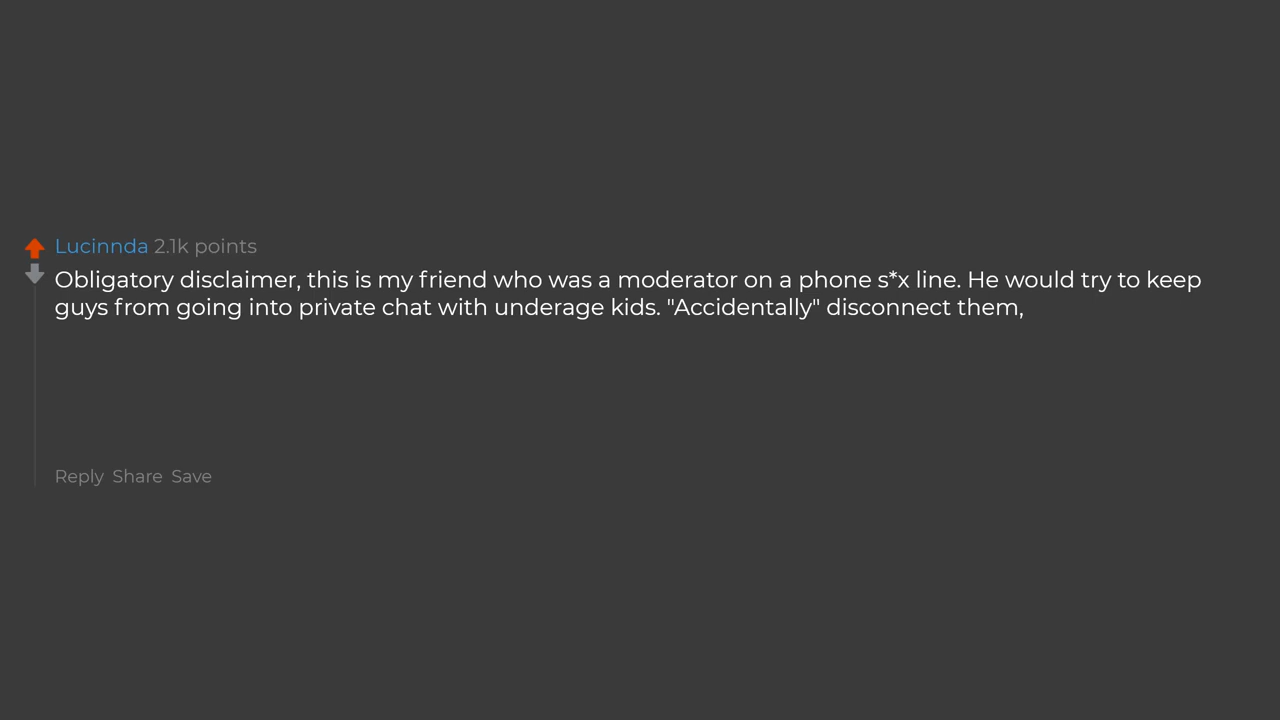 Lucinnda 2.1k points
Obligatory disclaimer, this is my friend who was a moderator on a phone s*x line. He would try to keep
guys from going into private chat with underage kids. "Accidentally" disconnect them,
Reply Share Save